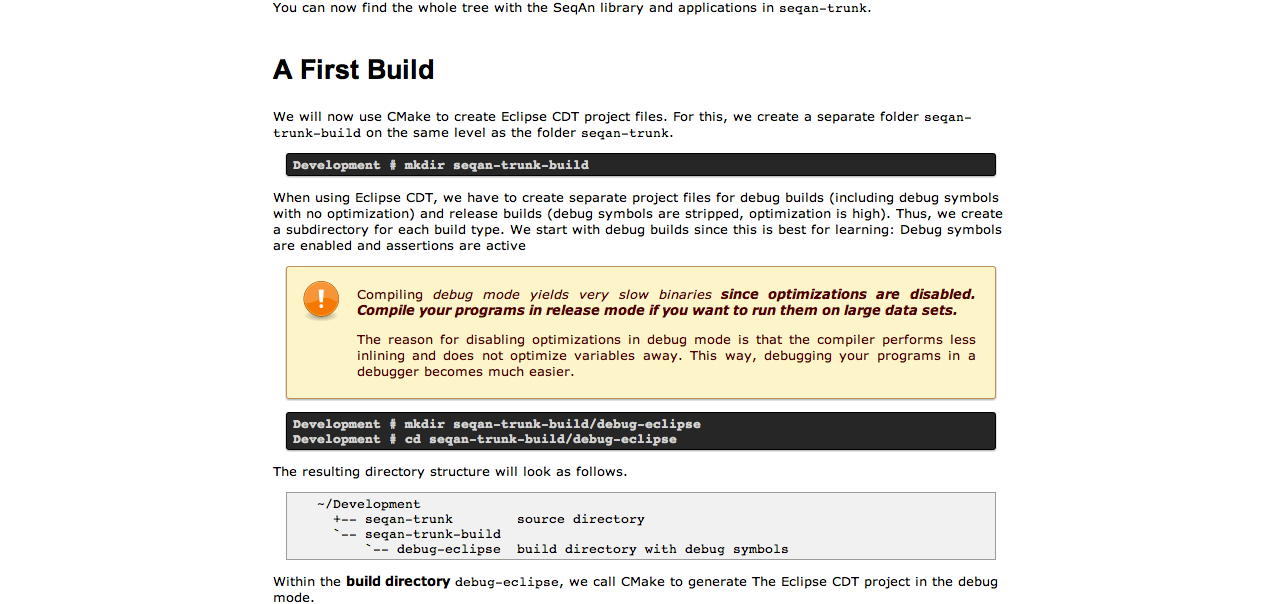 You can now find the whole tree with the SeqAn library and applications in seqan-trunk.
A First Build
We will now use CMake to create Eclipse CDT project files. For this, we create a separate folder seqan-
trunk-build on the same level as the folder seqan-trunk.
Development # mkdir seqan-trunk-build
When using Eclipse CDT, we have to create separate project files for debug builds (including debug symbols
with no optimization) and release builds (debug symbols are stripped, optimization is high). Thus, we create
a subdirectory for each build type. We start with debug builds since this is best for learning: Debug symbols
are enabled and assertions are active
Compiling debug mode yields very slow binaries since optimizations are disabled.
Compile your programs in release mode if you want to run them on large data sets.
The reason for disabling optimizations in debug mode is that the compiler performs less
inlining and does not optimize variables away. This way, debugging your programs in a
debugger becomes much easier.
Development # mkdir seqan-trunk-build/debug-eclipse
Development # cd seqan-trunk-build/debug-eclipse
The resulting directory structure will look as follows.
~/Development
+-- seqan-trunk        source directory
`-- seqan-trunk-build
`-- debug-eclipse  build directory with debug symbols
Within the build directory debug-eclipse, we call CMake to generate The Eclipse CDT project in the debug
mode.